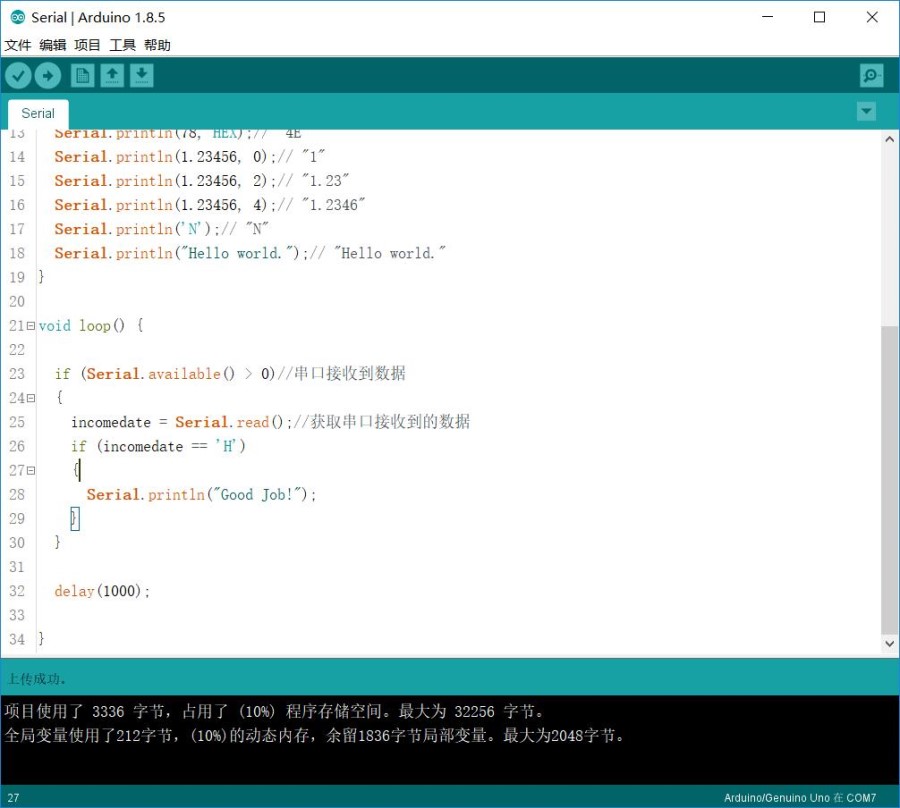 Serial | Arduino 1.8.5
文件 编辑 项目 工具 帮助
Serial
13 Serial.println(78, HEX);// "4E"
14 Serial.println(1.23456, 0);// "1"
15 Serial.println(1.23456, 2);// "1.23"
16 Serial.println(1.23456, 4);// "1.2346"
17 Serial.println('N');// "N"
18 Serial.println("Hello world.");// "Hello world."
19 }
20
21 void loop() {
22
23 if (Serial.available() > 0)//串口接收到数据
24 {
25 incomedate = Serial.read();//获取串口接收到的数据
26 if (incomedate == 'H')
27 {
28 Serial.println("Good Job!");
29 }
30 }
31
32 delay(1000);
33
34 }
上传成功。
项目使用了 3336 字节，占用了 (10%) 程序存储空间。最大为 32256 字节。
全局变量使用了212字节，(10%)的动态内存，余留1836字节局部变量。最大为2048字节。
27 Arduino/Genuino Uno 在 COM7